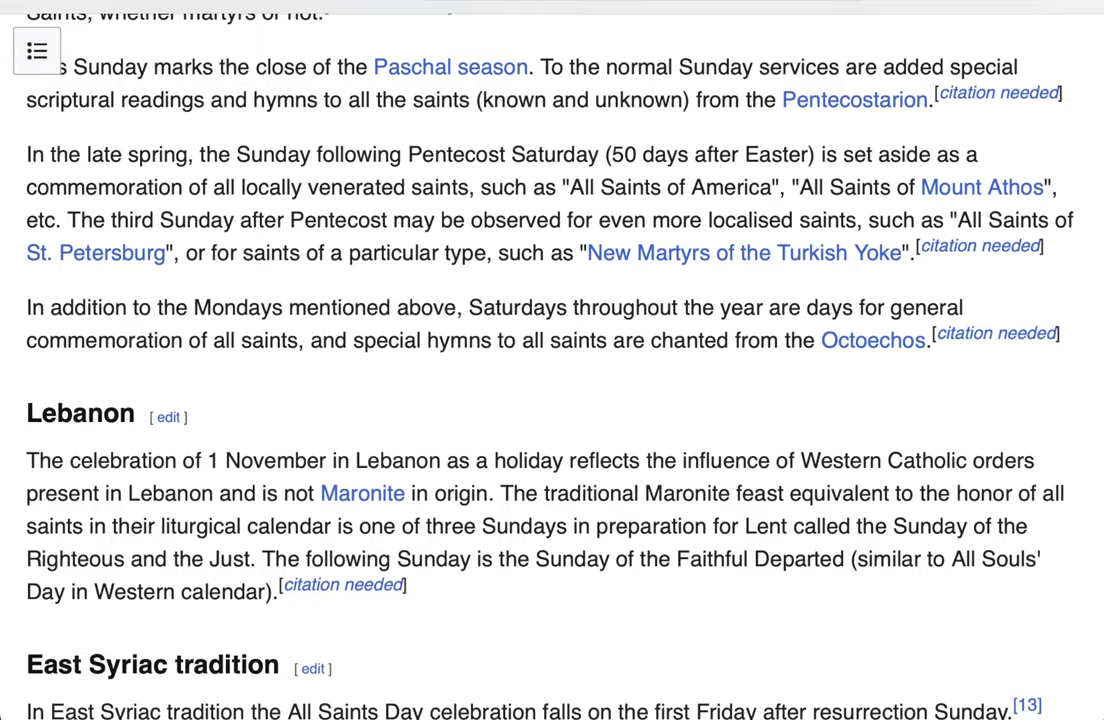 Saints, whether martyrs or not.
s Sunday marks the close of the Paschal season. To the normal Sunday services are added special
scriptural readings and hymns to all the saints (known and unknown) from the Pentecostarion.[citation needed]
In the late spring, the Sunday following Pentecost Saturday (50 days after Easter) is set aside as a
commemoration of all locally venerated saints, such as "All Saints of America", "All Saints of Mount Athos",
etc. The third Sunday after Pentecost may be observed for even more localised saints, such as "All Saints of
St. Petersburg", or for saints of a particular type, such as "New Martyrs of the Turkish Yoke".[citation needed]
In addition to the Mondays mentioned above, Saturdays throughout the year are days for general
commemoration of all saints, and special hymns to all saints are chanted from the Octoechos.[citation needed]
Lebanon [ edit ]
The celebration of 1 November in Lebanon as a holiday reflects the influence of Western Catholic orders
present in Lebanon and is not Maronite in origin. The traditional Maronite feast equivalent to the honor of all
saints in their liturgical calendar is one of three Sundays in preparation for Lent called the Sunday of the
Righteous and the Just. The following Sunday is the Sunday of the Faithful Departed (similar to All Souls'
Day in Western calendar).[citation needed]
East Syriac tradition [ edit ]
In East Syriac tradition the All Saints Day celebration falls on the first Friday after resurrection Sunday.[13]